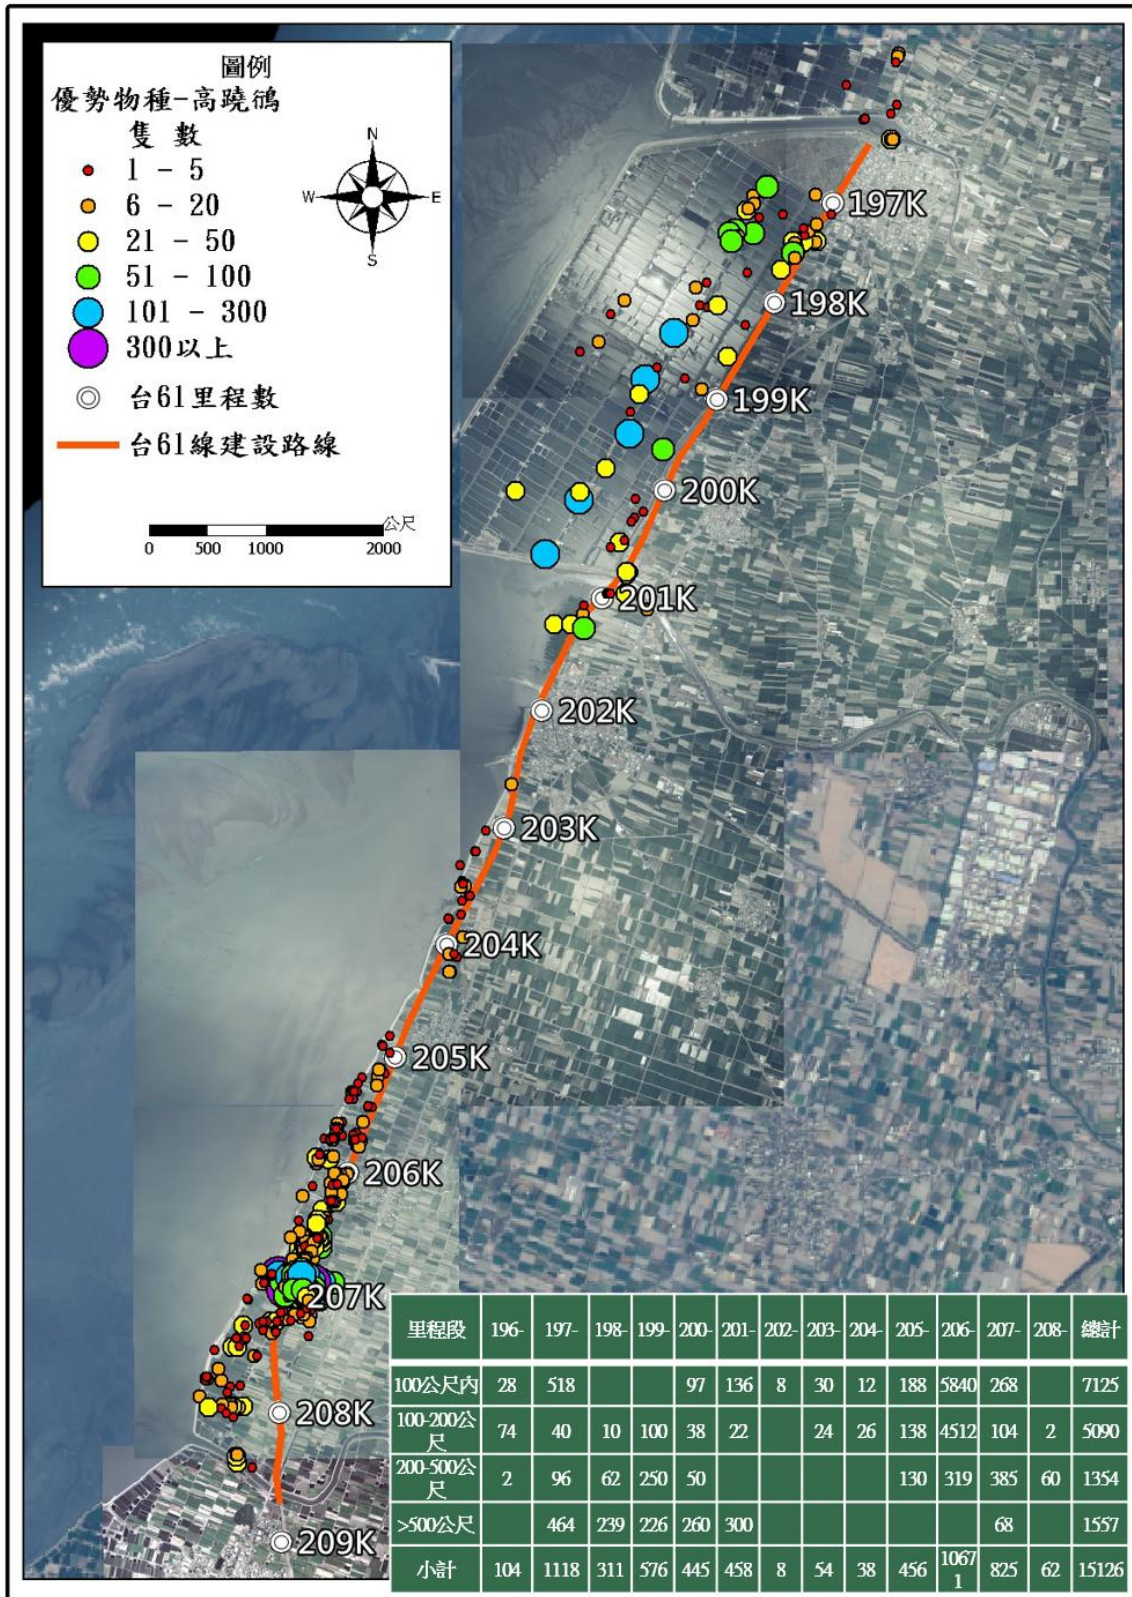 圖例
優勢物種-高蹺鴴
隻 數
1 - 5
6 - 20
21 - 50
51 - 100
101 - 300
300以上
台61里程數
台61線建設路線
N
W
E
S
公尺
0 500 1000 2000
197K
198K
199K
200K
201K
202K
203K
204K
205K
206K
207K
208K
209K
里程段 196- 197- 198- 199- 200- 201- 202- 203- 204- 205- 206- 207- 208- 總計
100公尺內 28 518 97 136 8 30 12 188 5840 268 7125
100-200公
尺 74 40 10 100 38 22 24 26 138 4512 104 2 5090
200-500公
尺 2 96 62 250 50 130 319 385 60 1354
>500公尺 464 239 226 260 300 68 1557
小計 104 1118 311 576 445 458 8 54 38 456 1067
1 825 62 15126